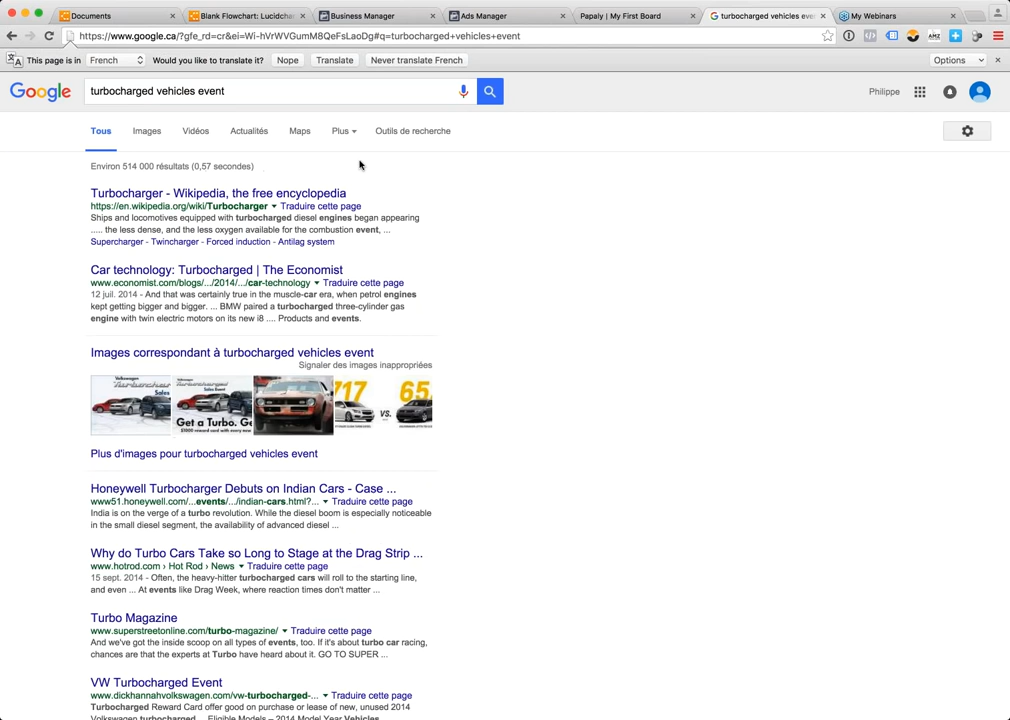 Documents
Blank Flowchart: Lucidch
Business Manager
Ads Manager
Papaly | My First Board
turbocharged vehicles eve
My Webinars
https://www.google.ca/?gfe_rd=cr&ei=Wi-hVrWVGumM8QeFsLaoDg#q=turbocharged+vehicles+event
This page is in French Would you like to translate it? Nope Translate Never translate French Options
Google turbocharged vehicles event Philippe
Tous Images Vidéos Actualités Maps Plus Outils de recherche
Environ 514 000 résultats (0,57 secondes)
Turbocharger - Wikipedia, the free encyclopedia
https://en.wikipedia.org/wiki/Turbocharger Traduire cette page
Ships and locomotives equipped with turbocharged diesel engines began appearing
..... the less dense, and the less oxygen available for the combustion event, ...
Supercharger - Twincharger - Forced induction - Antilag system
Car technology: Turbocharged | The Economist
www.economist.com/blogs/.../2014/.../car-technology Traduire cette page
12 juil. 2014 - And that was certainly true in the muscle-car era, when petrol engines
kept getting bigger and bigger. ... BMW paired a turbocharged three-cylinder gas
engine with twin electric motors on its new i8 .... Products and events.
Images correspondant à turbocharged vehicles event
Signaler des images inappropriées
Volkswagen
Sales
Sales Event
Get a Turbo. Ge
717
VS.
65
Plus d'images pour turbocharged vehicles event
Honeywell Turbocharger Debuts on Indian Cars - Case ...
www51.honeywell.com/...events/.../indian-cars.html?... Traduire cette page
India is on the verge of a turbo revolution. While the diesel boom is especially noticeable
in the small diesel segment, the availability of advanced diesel ...
Why do Turbo Cars Take so Long to Stage at the Drag Strip ...
www.hotrod.com › Hot Rod › News Traduire cette page
15 sept. 2014 - Often, the heavy-hitter turbocharged cars will roll to the starting line,
and even ... At events like Drag Week, where reaction times don't matter ...
Turbo Magazine
www.superstreetonline.com/turbo-magazine/ Traduire cette page
And we've got the inside scoop on all types of events, too. If it's about turbo car racing,
chances are that the experts at Turbo have heard about it. GO TO SUPER ...
VW Turbocharged Event
www.dickhannahvolkswagen.com/vw-turbocharged-... Traduire cette page
Turbocharged Reward Card offer good on purchase or lease of new, unused 2014
Volkswagen turbocharged ... Eligible Models – 2014 Model Year Vehicles